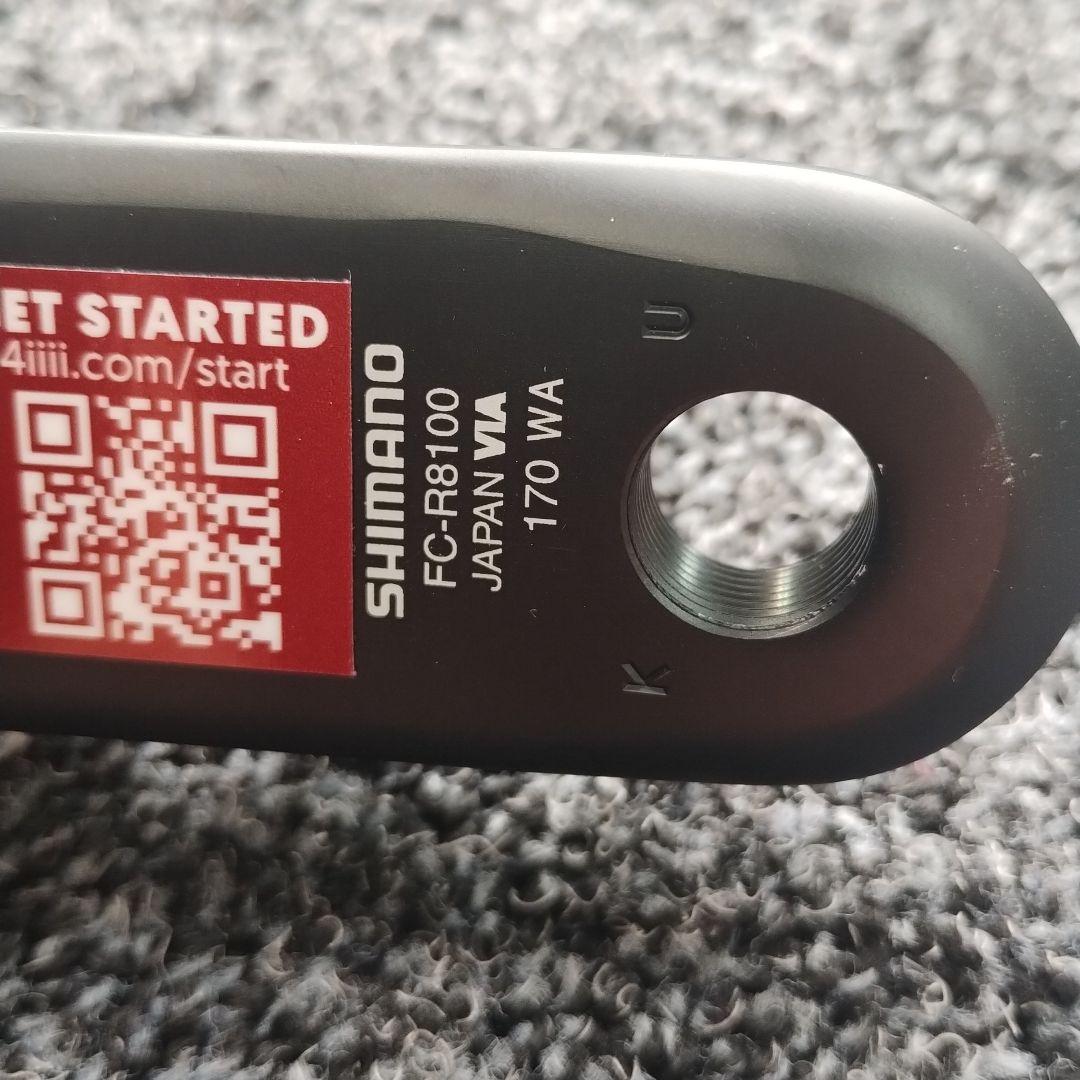 ET STARTED
4iiii.com/start
SHIMANO
FC-R8100
JAPAN VIA
170 WA
U
K